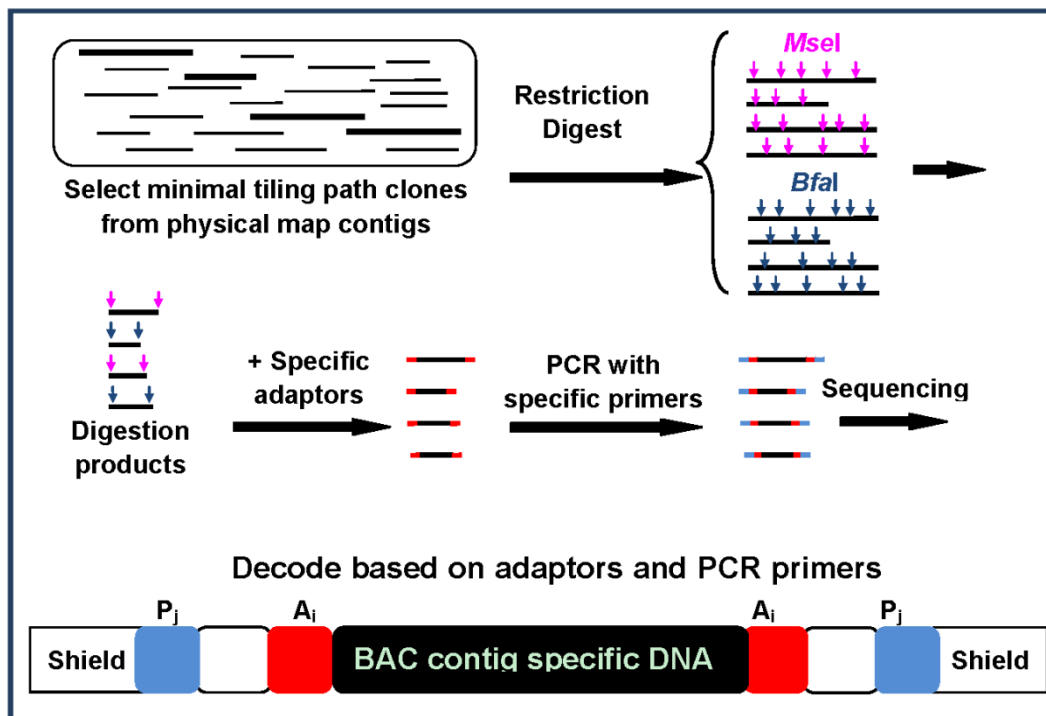 MseI
Restriction
Digest
Select minimal tiling path clones
from physical map contigs
BfaI
+ Specific
adaptors
PCR with
specific primers
Sequencing
Digestion
products
Decode based on adaptors and PCR primers
Pj Ai Ai Pj
Shield BAC contig specific DNA Shield